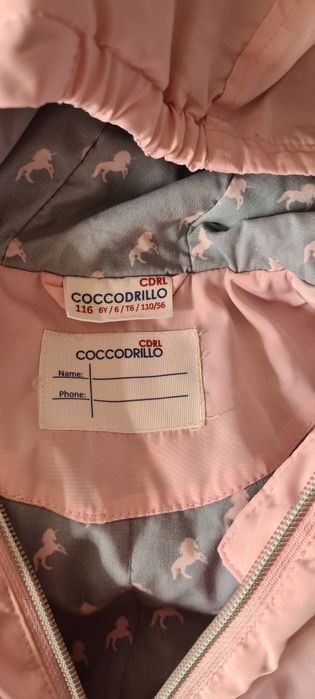 CDRL
COCCODRILLO
116 6Y / 6 / T6 / 110/56
CDRL
COCCODRILLO
Name:
Phone: